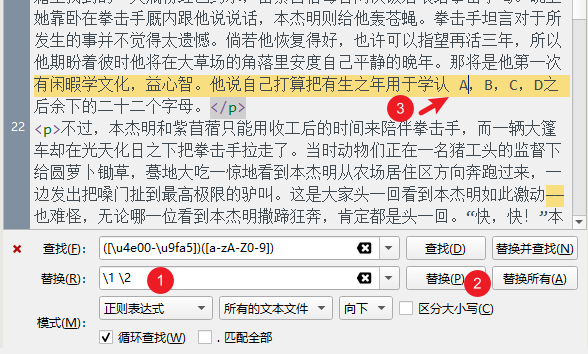 她靠卧在拳击手厩内跟他说说话，本杰明则给他轰苍蝇。拳击手坦言对于所
发生的事并不觉得太遗憾。倘若他恢复得好，也许可以指望再活三年，所以
他期盼着彼时他将在大草场的角落里安度自己平静的晚年。那将是他第一次
有闲暇学文化，益心智。他说自己打算把有生之年用于学认 A，B，C，D之
后余下的二十二个字母。</p>
3
22 <p>不过，本杰明和紫苜蓿只能用收工后的时间来陪伴拳击手，而一辆大篷
车却在光天化日之下把拳击手拉走了。当时动物们正在一名猪工头的监督下
给圆萝卜锄草，蓦地大吃一惊地看到本杰明从农场居住区方向奔跑过来，一
边发出把嗓门扯到最高极限的驴叫。这是大家头一回看到本杰明如此激动——
也难怪，无论哪一位看到本杰明撒蹄狂奔，肯定都是头一回。“快，快！”本
查找(F): ([\u4e00-\u9fa5])([a-zA-Z0-9]) 查找(D) 替换并查找(N)
替换(R): \1 \2 1 替换(P) 2 替换所有(A)
模式(M): 正则表达式 所有的文本文件 向下 区分大小写(C)
循环查找(W) . 匹配全部